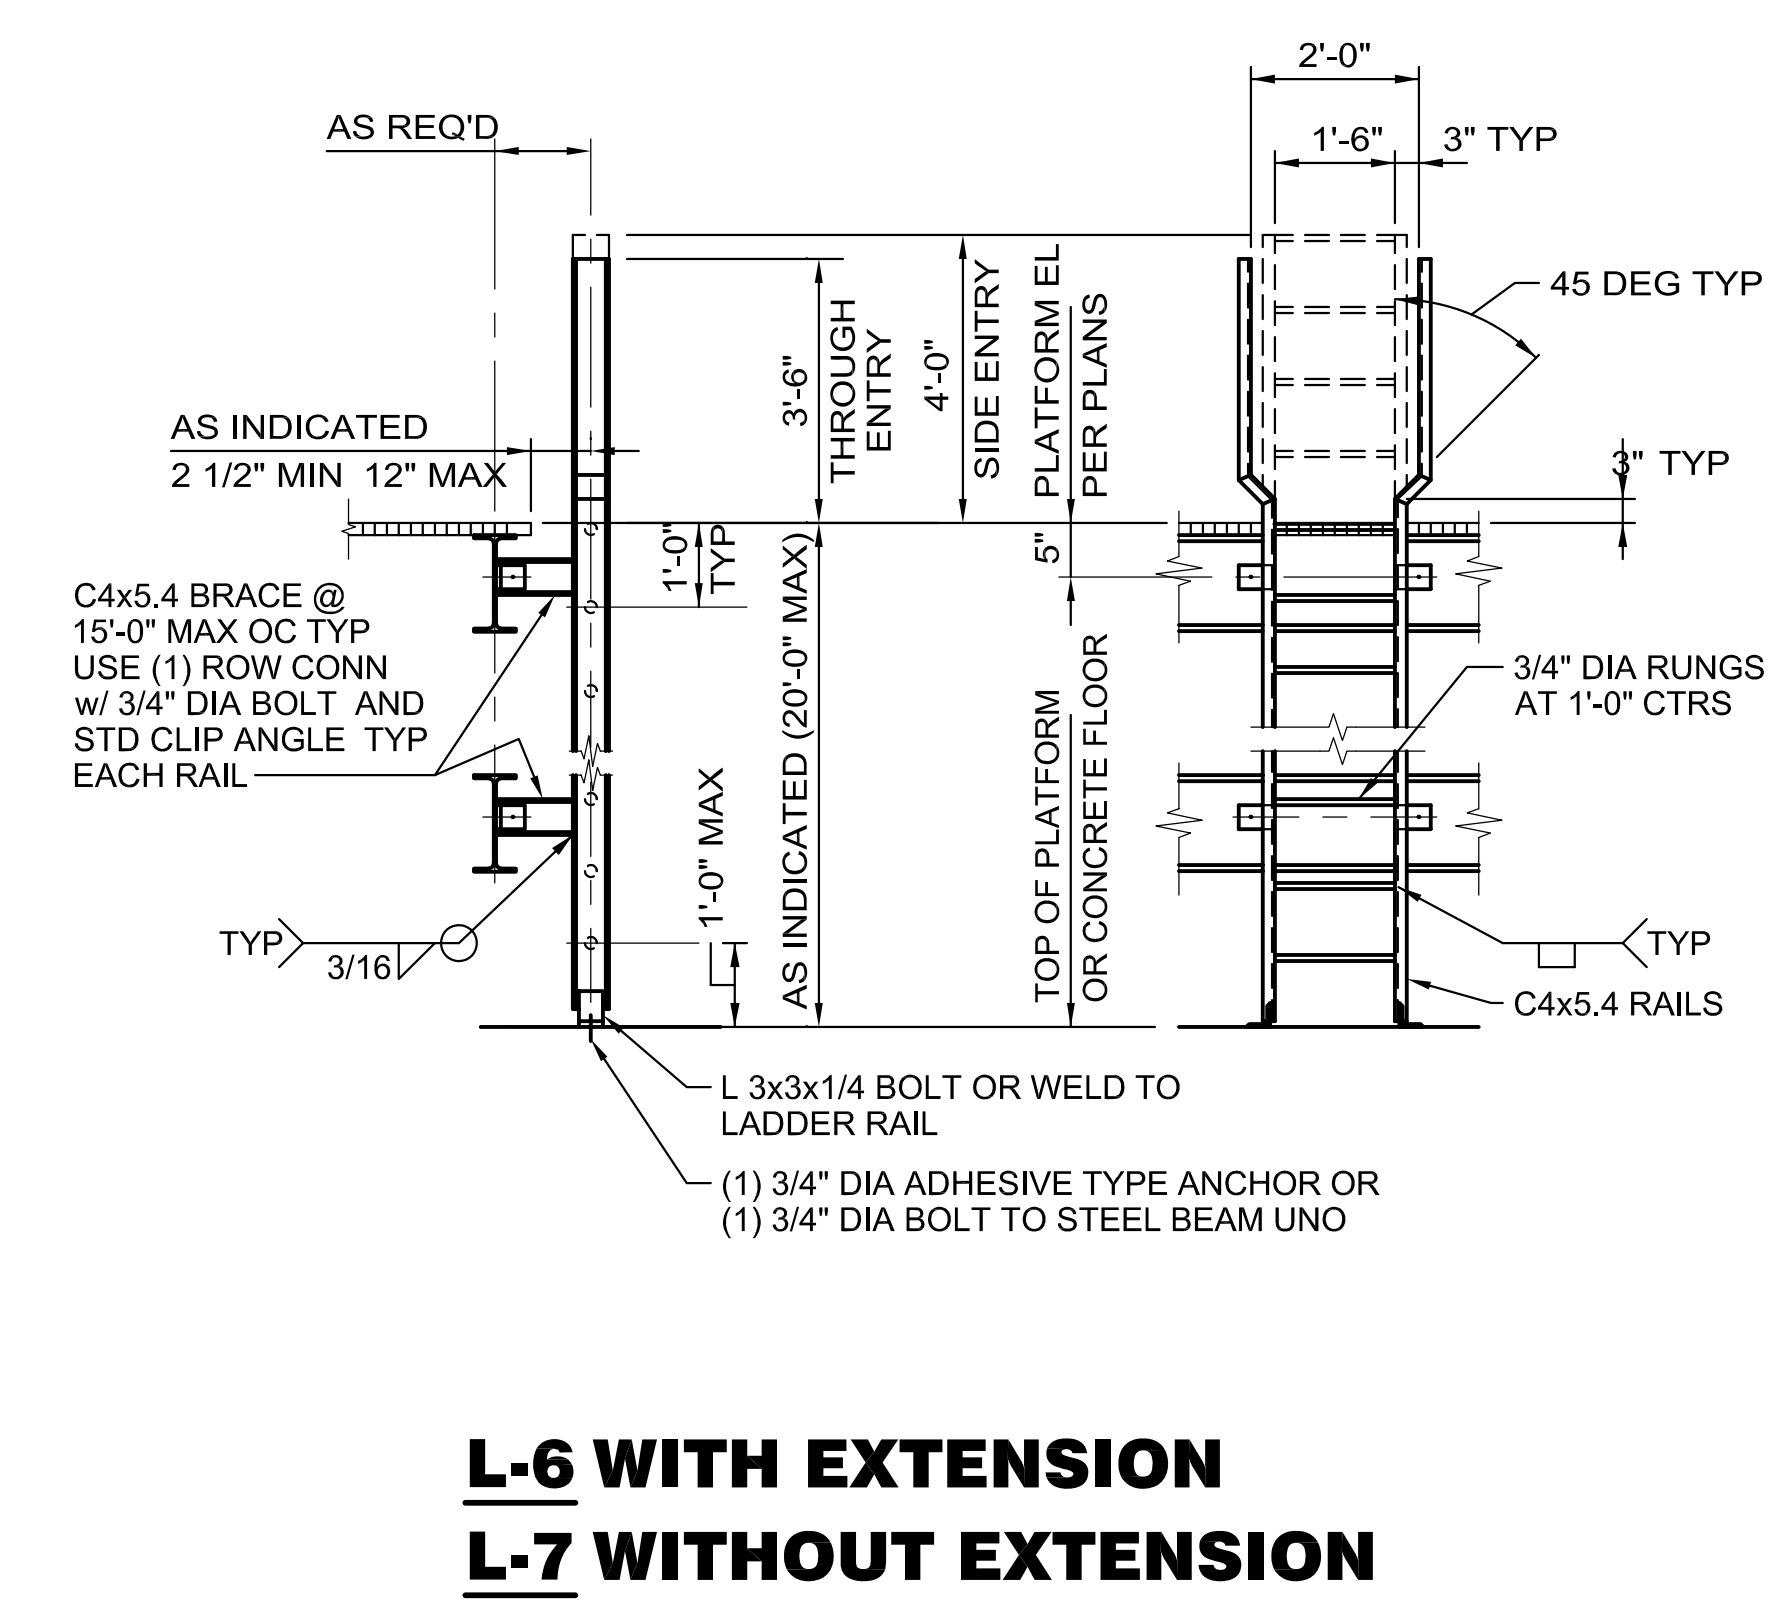 2'-0"
AS REQ'D
1'-6"
3" TYP
45 DEG TYP
3'-6"
THROUGH
ENTRY
4'-0"
SIDE ENTRY
PLATFORM EL
PER PLANS
AS INDICATED
2 1/2" MIN  12" MAX
3" TYP
1'-0"
TYP
5"
C4x5.4 BRACE @
15'-0" MAX OC TYP
USE (1) ROW CONN
w/ 3/4" DIA BOLT  AND
STD CLIP ANGLE  TYP
EACH RAIL
AS INDICATED (20'-0" MAX)
TOP OF PLATFORM
OR CONCRETE FLOOR
3/4" DIA RUNGS
AT 1'-0" CTRS
1'-0" MAX
TYP
3/16
TYP
C4x5.4 RAILS
L 3x3x1/4 BOLT OR WELD TO
LADDER RAIL
(1) 3/4" DIA ADHESIVE TYPE ANCHOR OR
(1) 3/4" DIA BOLT TO STEEL BEAM UNO
L-6 WITH EXTENSION
L-7 WITHOUT EXTENSION